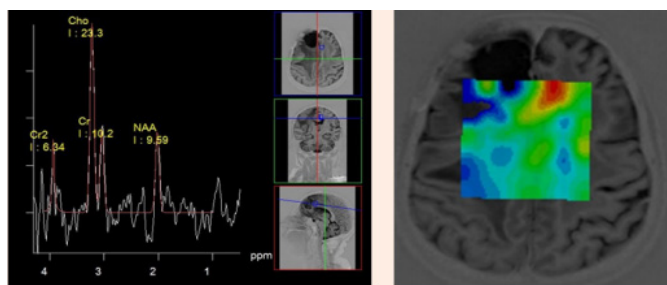 Cho
I : 23.3
Cr2
I : 6.34
Cr
I : 10.2
NAA
I : 9.59
4 3 2 1 ppm